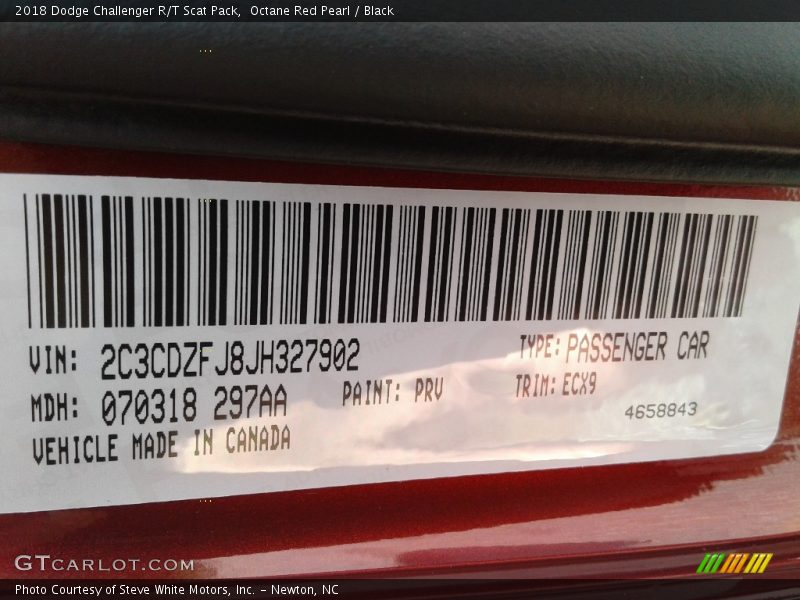 2018 Dodge Challenger R/T Scat Pack,  Octane Red Pearl / Black
VIN: 2C3CDZFJ8JH327902
TYPE: PASSENGER CAR
MDH: 070318 297AA
PAINT: PRV
TRIM: ECX9
4658843
VEHICLE MADE IN CANADA
GTCARLOT.COM
Photo Courtesy of Steve White Motors, Inc. – Newton, NC